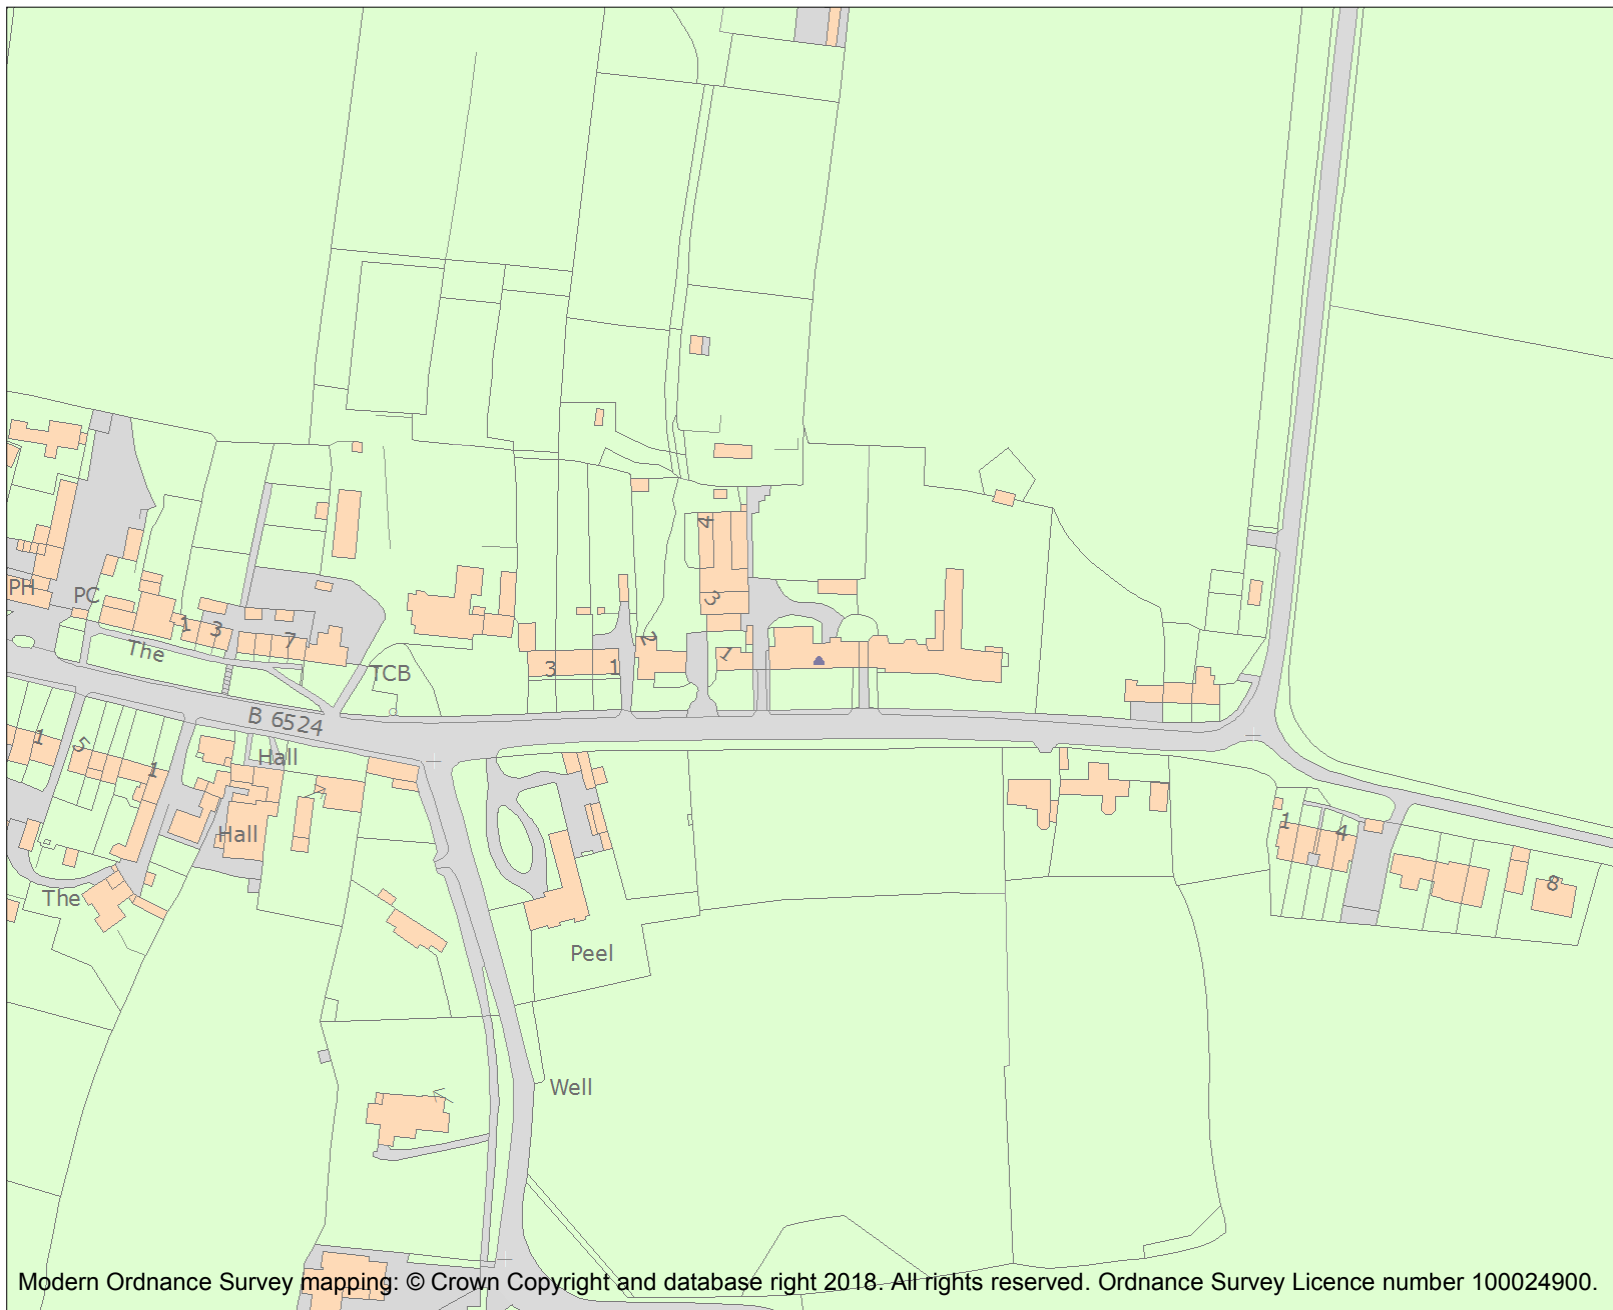 4
PH
PC
3
1
3
7
The
2
1
3
1
TCB
B 6524
1
5
1
Hall
Hall
1
4
8
The
Peel
Well
Modern Ordnance Survey mapping: © Crown Copyright and database right 2018. All rights reserved. Ordnance Survey Licence number 100024900.